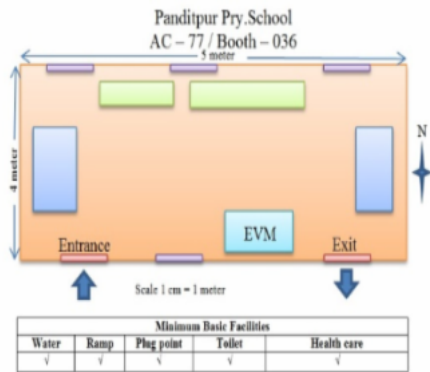 Panditpur Pry.School
AC – 77 / Booth – 036
5 meter
4 meter
N
EVM
Entrance
Exit
Scale 1 cm = 1 meter
Minimum Basic Facilities
Water Ramp Plug point Toilet Health care
√ √ √ √ √